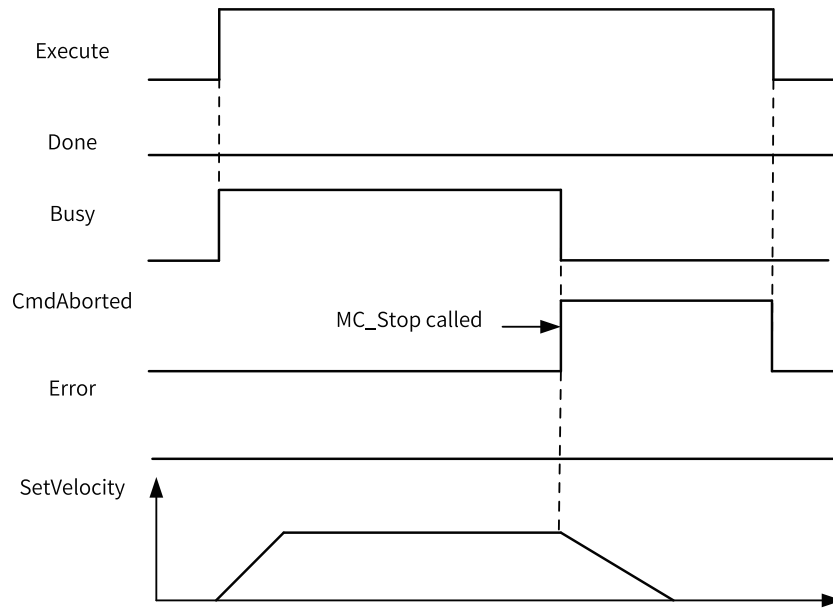 Execute
Done
Busy
CmdAborted
MC_Stop called
Error
SetVelocity